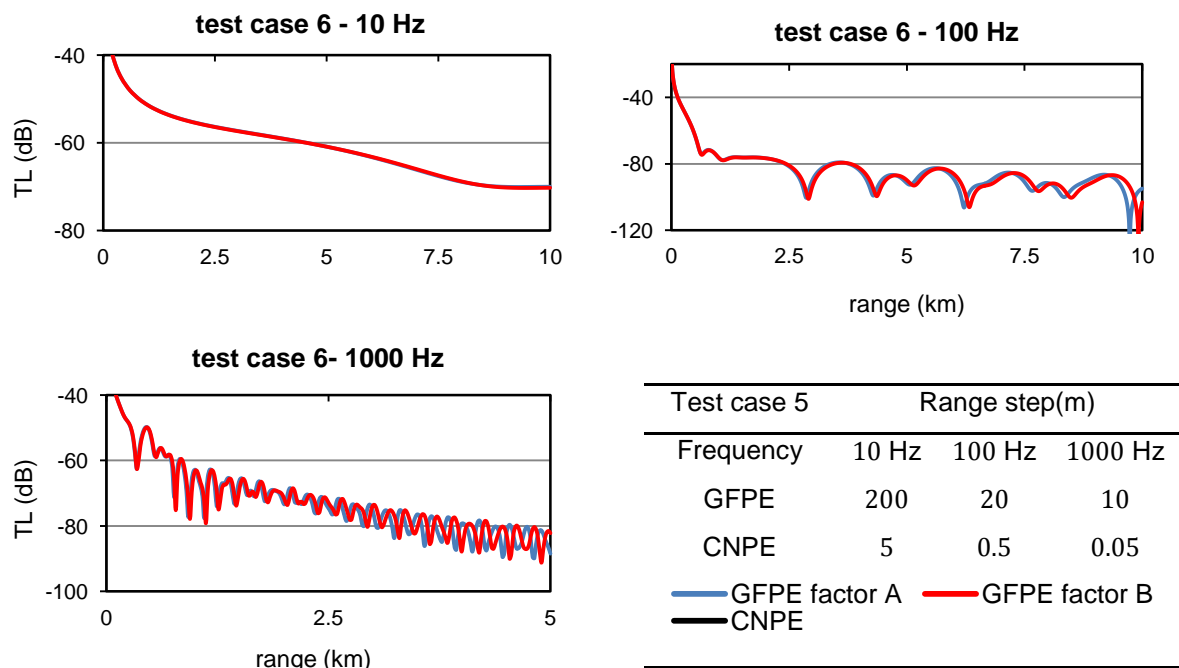 test case 6 - 10 Hz
-40
-60
-80
TL (dB)
0 2.5 5 7.5 10
test case 6 - 100 Hz
-40
-80
-120
0 2.5 5 7.5 10
range (km)
test case 6- 1000 Hz
-40
-60
-80
-100
TL (dB)
0 2.5 5
range (km)
Test case 5 Range step(m)
Frequency 10 Hz 100 Hz 1000 Hz
GFPE 200 20 10
CNPE 5 0.5 0.05
GFPE factor A GFPE factor B
CNPE